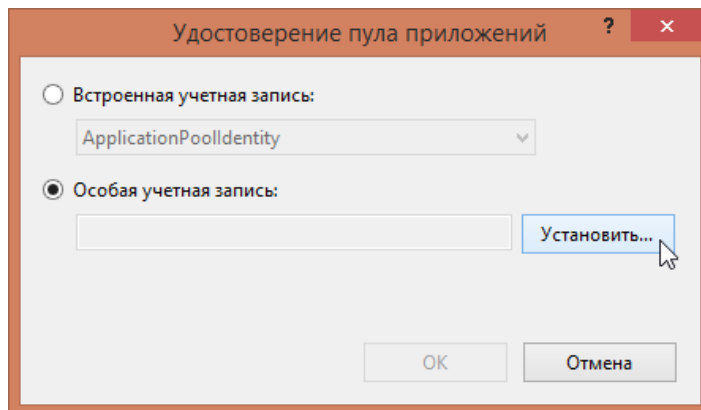 Удостоверение пула приложений ? ×
Встроенная учетная запись:
ApplicationPoolIdentity
Особая учетная запись:
Установить...
OK Отмена